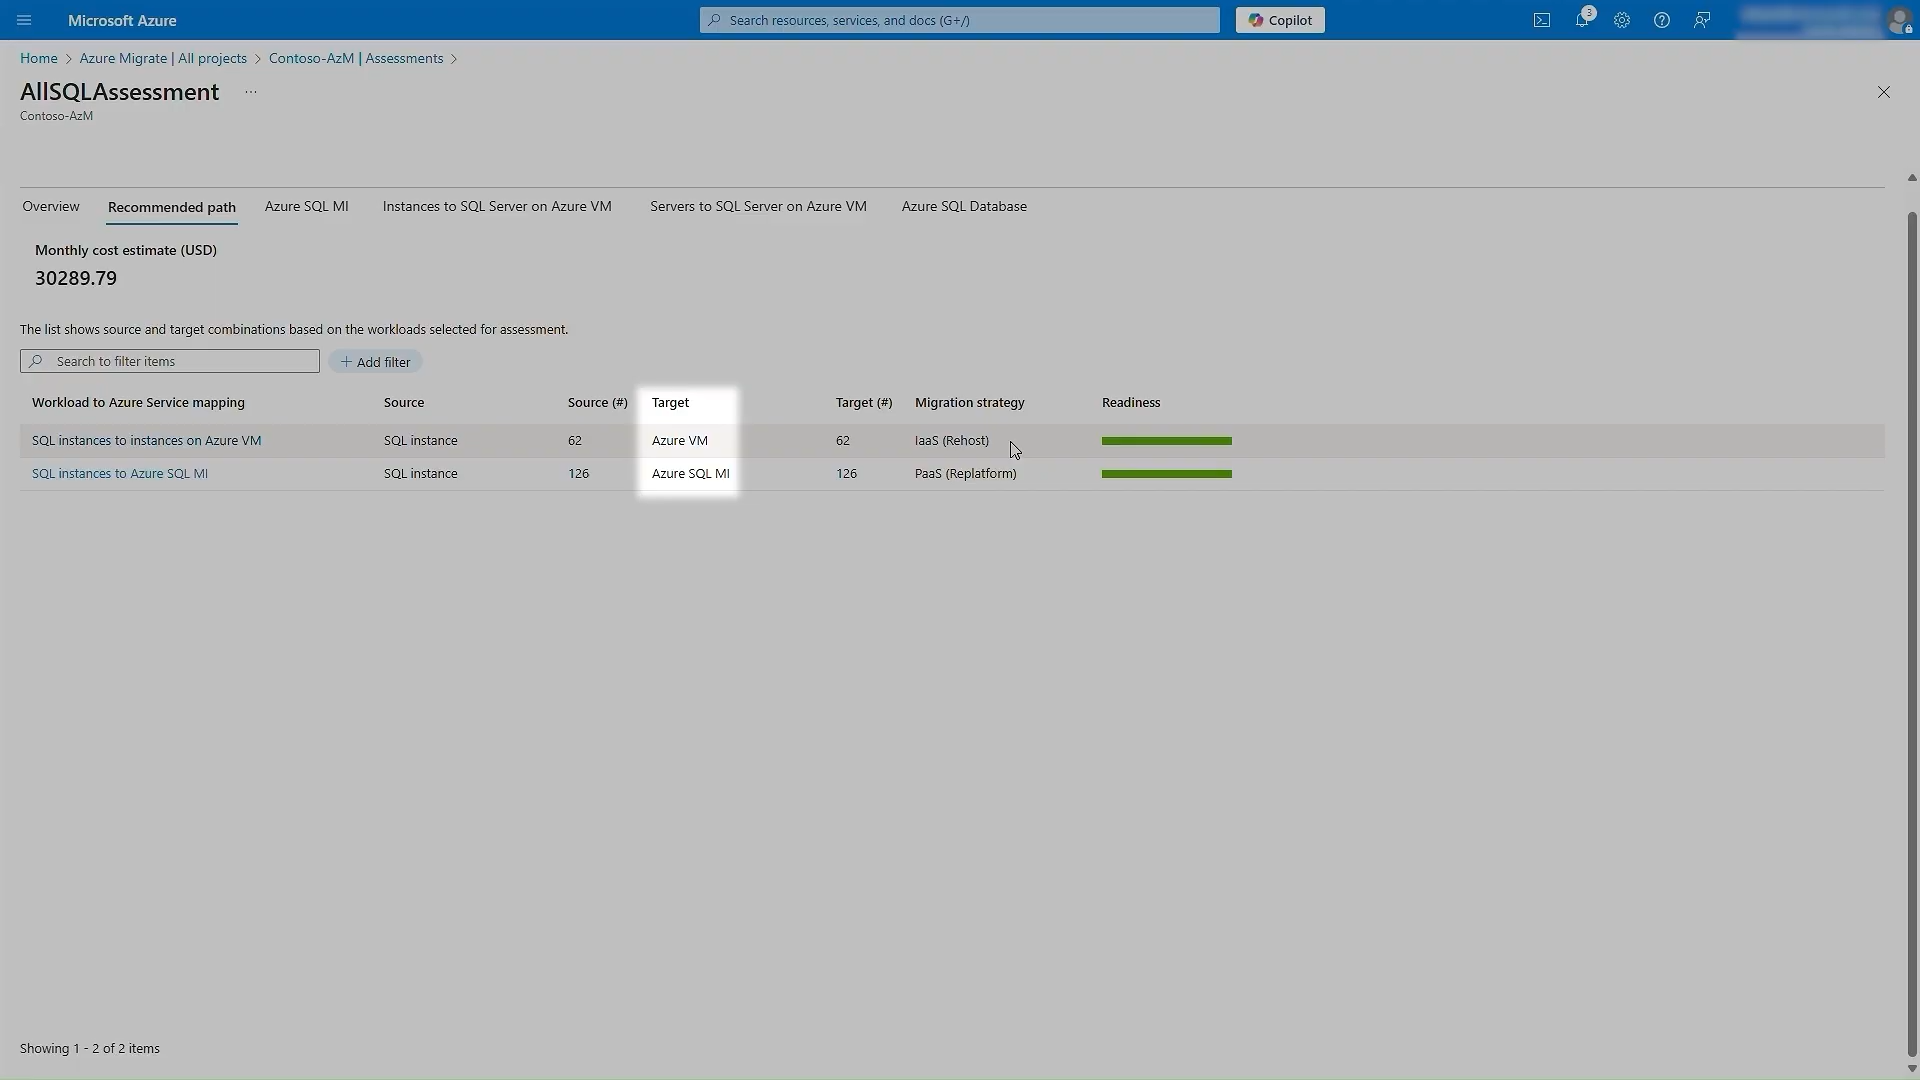 Microsoft Azure
Search resources, services, and docs (G+/)
Copilot
3
Home > Azure Migrate | All projects > Contoso-AzM | Assessments >
AllSQLAssessment ...
Contoso-AzM
Overview Recommended path Azure SQL MI Instances to SQL Server on Azure VM Servers to SQL Server on Azure VM Azure SQL Database
Monthly cost estimate (USD)
30289.79
The list shows source and target combinations based on the workloads selected for assessment.
Search to filter items + Add filter
Workload to Azure Service mapping Source Source (#) Target Target (#) Migration strategy Readiness
SQL instances to instances on Azure VM SQL instance 62 Azure VM 62 IaaS (Rehost)
SQL instances to Azure SQL MI SQL instance 126 Azure SQL MI 126 PaaS (Replatform)
Showing 1 - 2 of 2 items